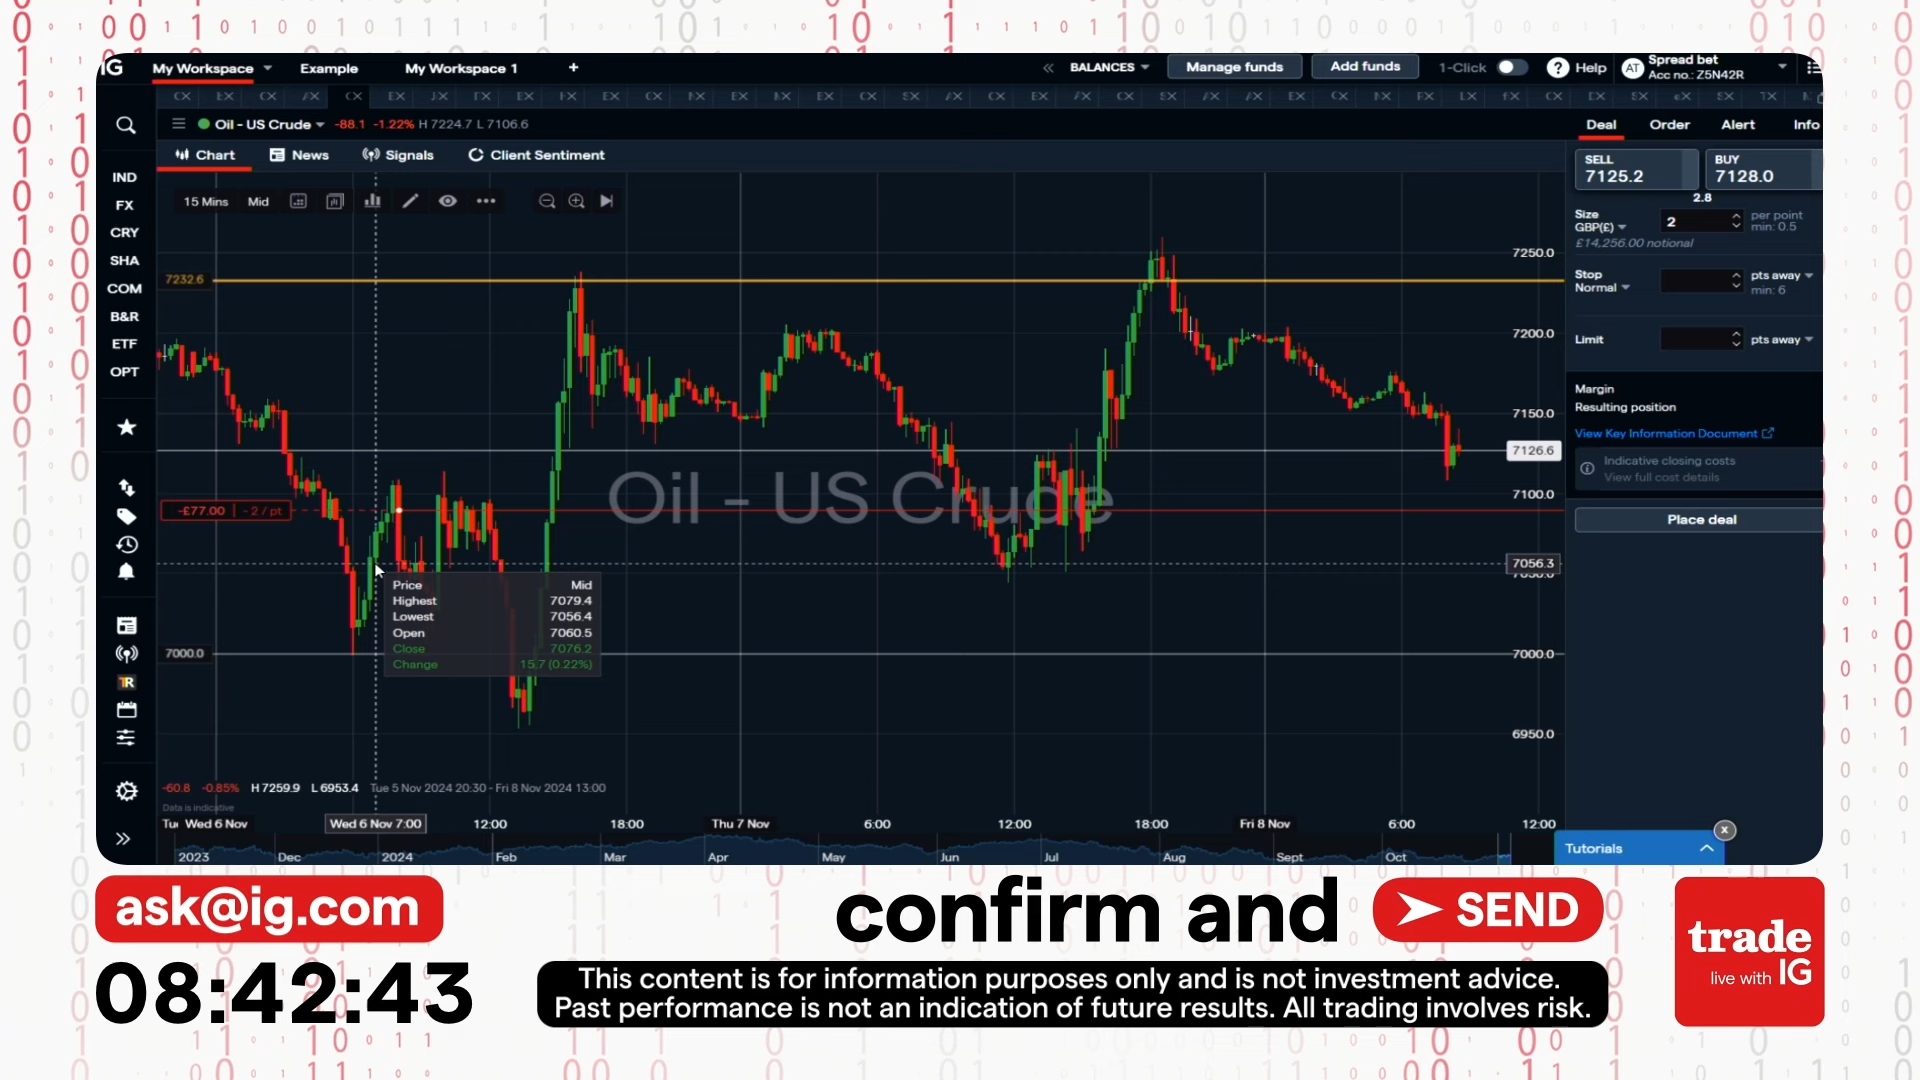 IG My Workspace Example My Workspace 1 + BALANCES Manage funds Add funds 1-Click ? Help AT Spread bet
Acc no.: Z5N42R
Oil - US Crude -88.1 -1.22% H 7224.7 L 7106.6
Deal Order Alert Info
Chart News Signals Client Sentiment
SELL BUY
7125.2 7128.0
2.8
15 Mins Mid
IND
FX
CRY
SHA
COM
B&R
ETF
OPT
Size
GBP(£) 2 per point
min: 0.5
£14,256.00 notional
Stop
Normal pts away
min: 6
Limit pts away
Margin
Resulting position
View Key Information Document
Indicative closing costs
View full cost details
Place deal
7232.6
7250.0
7200.0
7150.0
7126.6
7100.0
Oil - US Crude
-£77.00 -2 / pt
7056.3
Price Mid
Highest 7079.4
Lowest 7056.4
Open 7060.5
Close 7076.2
Change 15.7 (0.22%)
7000.0 7000.0
6950.0
-60.8 -0.85% H 7259.9 L 6953.4 Tue 5 Nov 2024 20:30 - Fri 8 Nov 2024 13:00
Data is indicative
Wed 6 Nov Wed 6 Nov 7:00 12:00 18:00 Thu 7 Nov 6:00 12:00 18:00 Fri 8 Nov 6:00 12:00
2023 Dec 2024 Feb Mar Apr May Jun Jul Aug Sept Oct
Tutorials
ask@ig.com
confirm and SEND
08:42:43
This content is for information purposes only and is not investment advice.
Past performance is not an indication of future results. All trading involves risk.
trade
live with IG